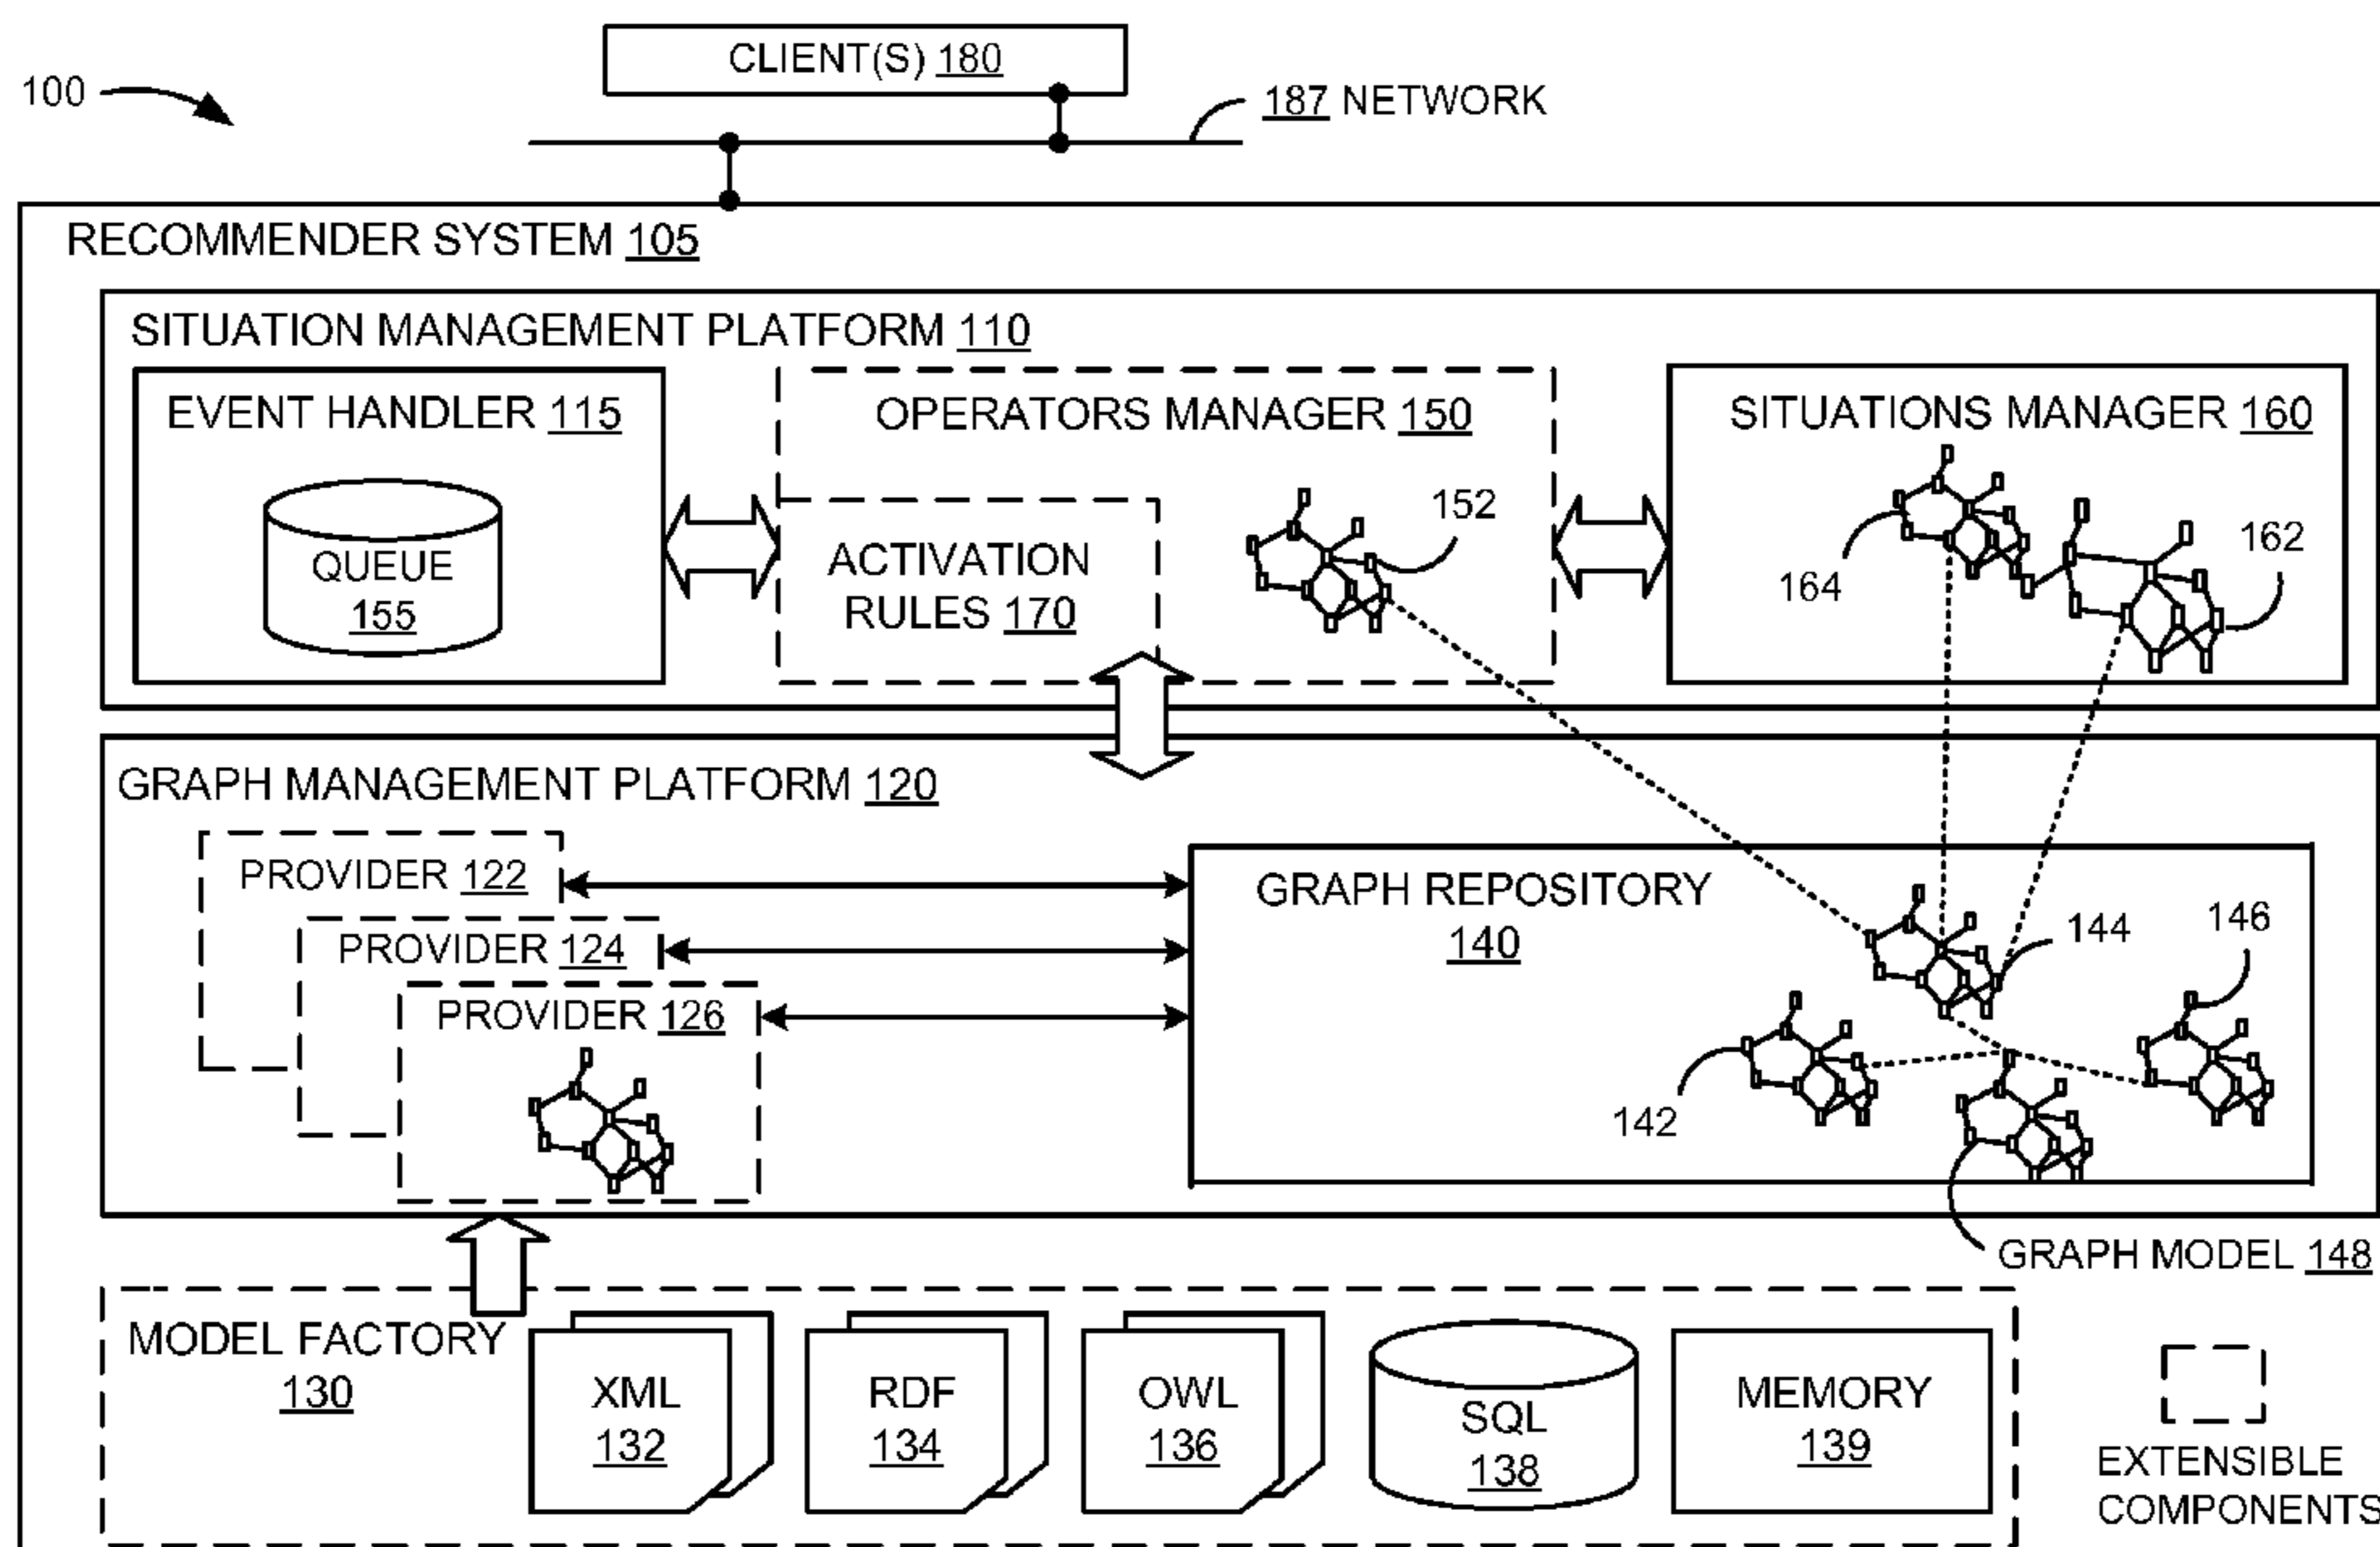 CLIENT(S) 180
100
187 NETWORK
RECOMMENDER SYSTEM 105
SITUATION MANAGEMENT PLATFORM 110
EVENT HANDLER 115
QUEUE
155
OPERATORS MANAGER 150
ACTIVATION
RULES 170
152
SITUATIONS MANAGER 160
164
162
GRAPH MANAGEMENT PLATFORM 120
PROVIDER 122
PROVIDER 124
PROVIDER 126
GRAPH REPOSITORY
140
144
146
142
GRAPH MODEL 148
MODEL FACTORY
130
XML
132
RDF
134
OWL
136
SQL
138
MEMORY
139
EXTENSIBLE
COMPONENTS